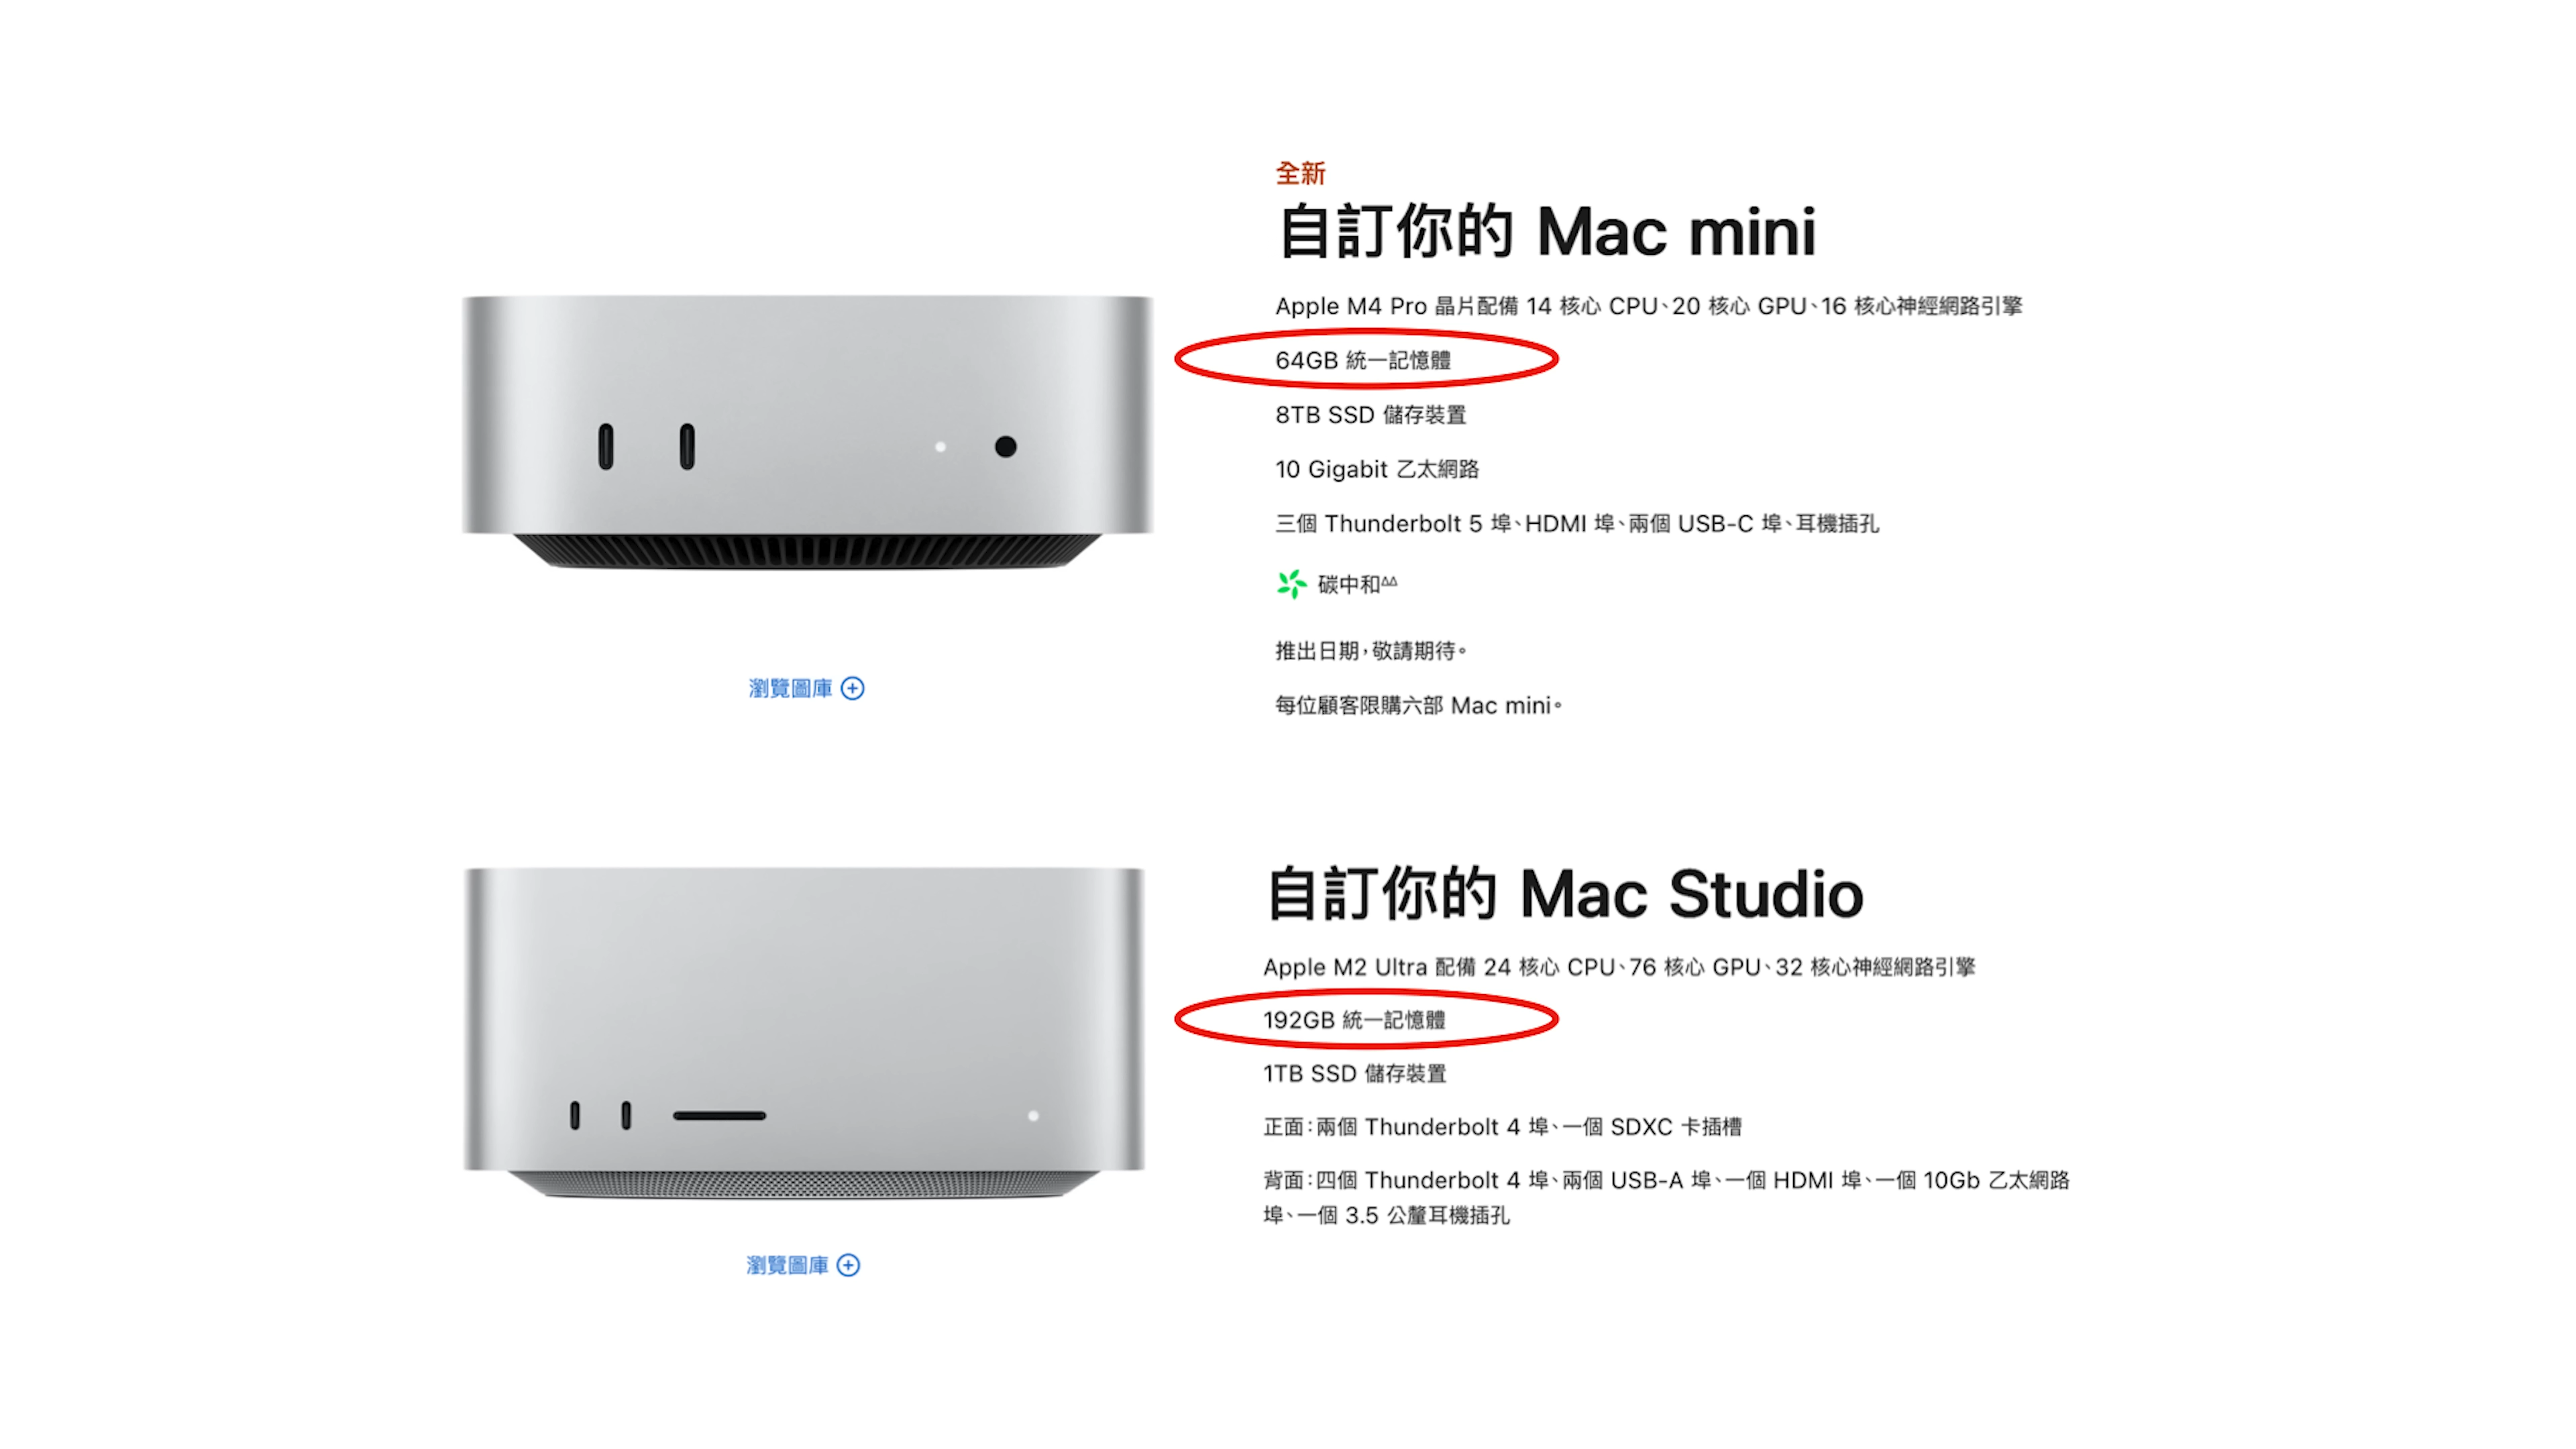 全新
自訂你的 Mac mini
Apple M4 Pro 晶片配備 14 核心 CPU、20 核心 GPU、16 核心神經網路引擎
64GB 統一記憶體
8TB SSD 儲存裝置
10 Gigabit 乙太網路
三個 Thunderbolt 5 埠、HDMI 埠、兩個 USB-C 埠、耳機插孔
碳中和ᐞᐞ
推出日期，敬請期待。
每位顧客限購六部 Mac mini。
瀏覽圖庫
自訂你的 Mac Studio
Apple M2 Ultra 配備 24 核心 CPU、76 核心 GPU、32 核心神經網路引擎
192GB 統一記憶體
1TB SSD 儲存裝置
正面：兩個 Thunderbolt 4 埠、一個 SDXC 卡插槽
背面：四個 Thunderbolt 4 埠、兩個 USB-A 埠、一個 HDMI 埠、一個 10Gb 乙太網路
埠、一個 3.5 公釐耳機插孔
瀏覽圖庫